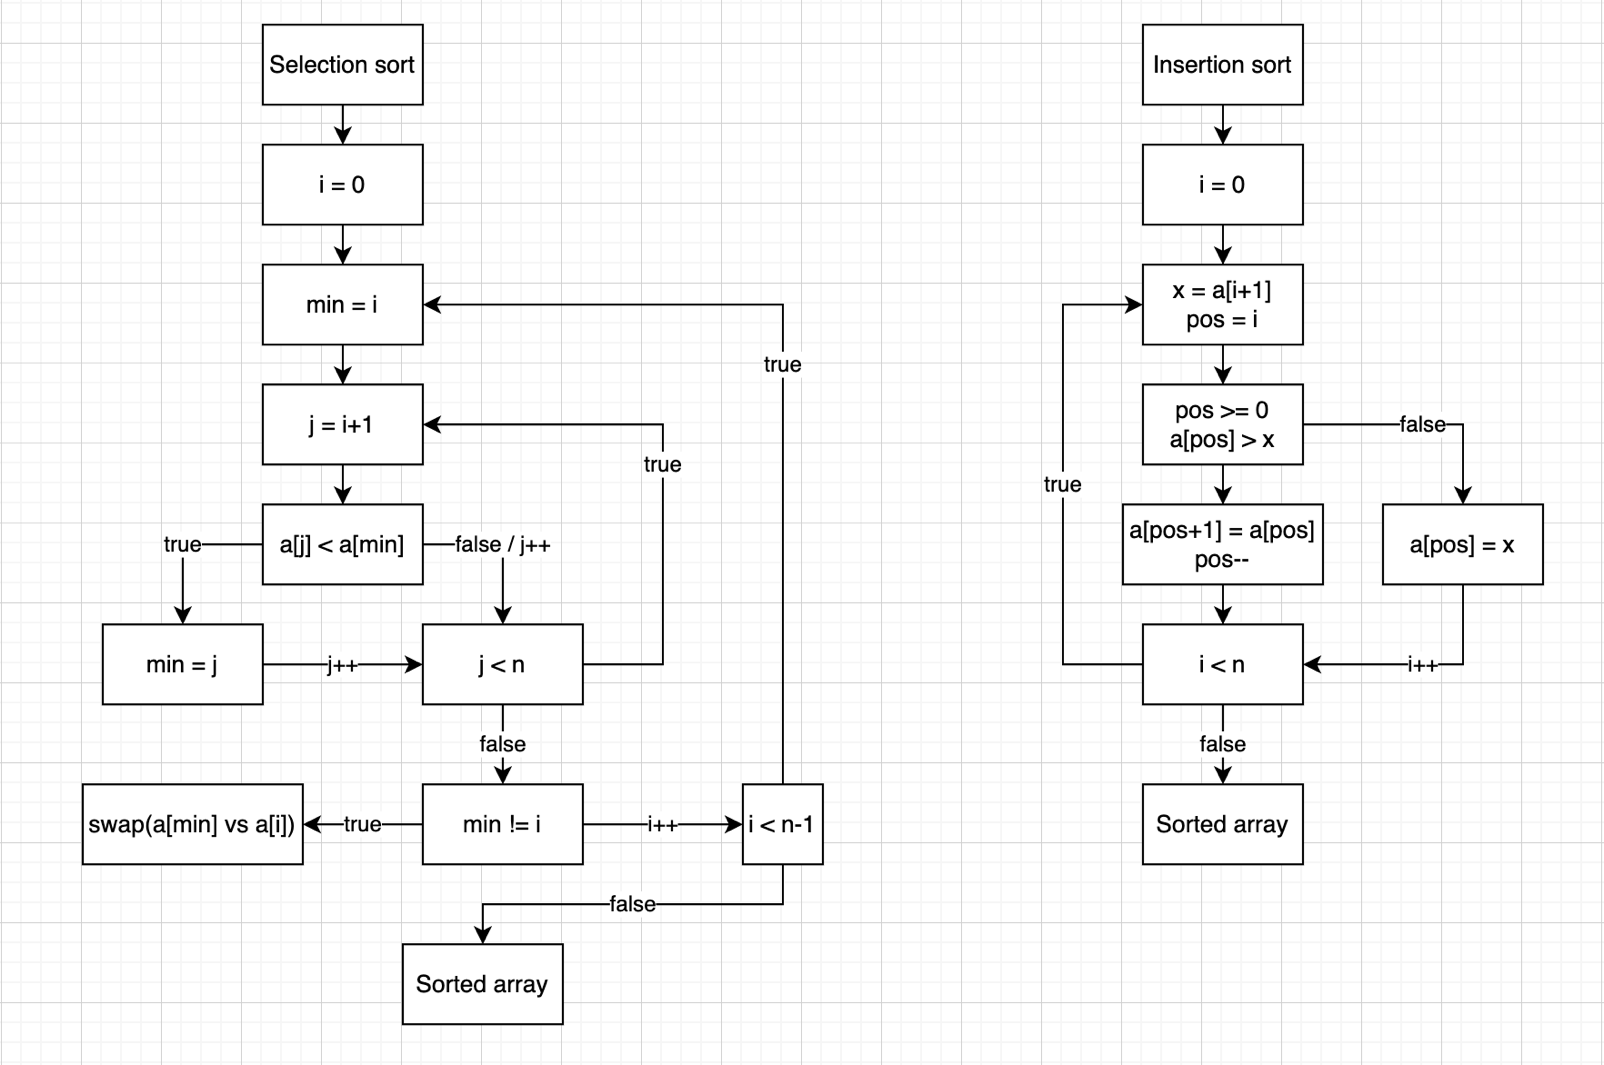 Selection sort
i = 0
min = i
true
j = i+1
true
true
a[j] < a[min]
false / j++
min = j
j++
j < n
false
swap(a[min] vs a[i])
true
min != i
i++
i < n-1
false
Sorted array
Insertion sort
i = 0
x = a[i+1]
pos = i
pos >= 0
a[pos] > x
false
true
a[pos+1] = a[pos]
pos--
a[pos] = x
i < n
i++
false
Sorted array